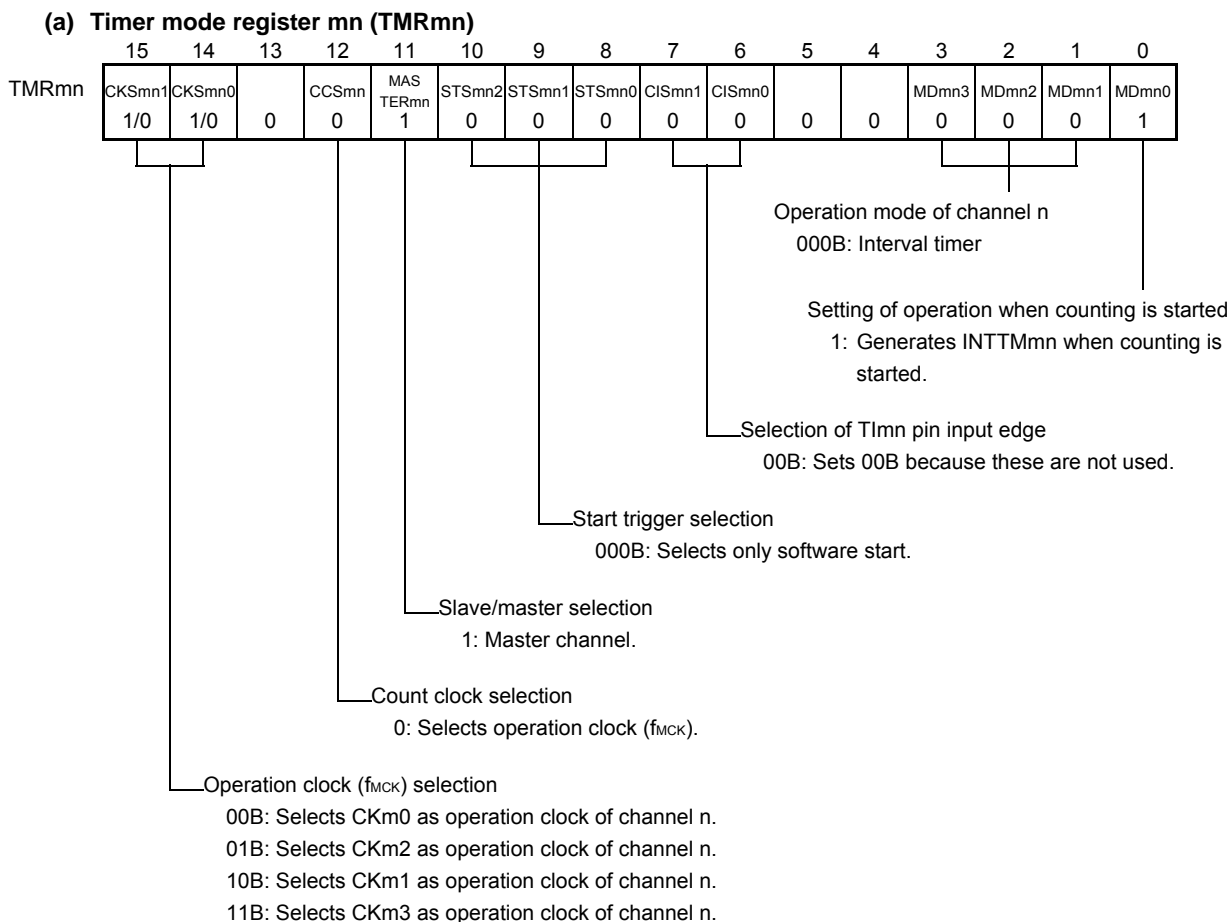 (a) Timer mode register mn (TMRmn)
15 14 13 12 11 10 9 8 7 6 5 4 3 2 1 0
TMRmn CKSmn1 CKSmn0 CCSmn MAS TERmn STSmn2 STSmn1 STSmn0 CISmn1 CISmn0 MDmn3 MDmn2 MDmn1 MDmn0
1/0 1/0 0 0 1 0 0 0 0 0 0 0 0 0 0 1
Operation mode of channel n
000B: Interval timer
Setting of operation when counting is started
1: Generates INTTMmn when counting is
started.
Selection of TImn pin input edge
00B: Sets 00B because these are not used.
Start trigger selection
000B: Selects only software start.
Slave/master selection
1: Master channel.
Count clock selection
0: Selects operation clock (fMCK).
Operation clock (fMCK) selection
00B: Selects CKm0 as operation clock of channel n.
01B: Selects CKm2 as operation clock of channel n.
10B: Selects CKm1 as operation clock of channel n.
11B: Selects CKm3 as operation clock of channel n.